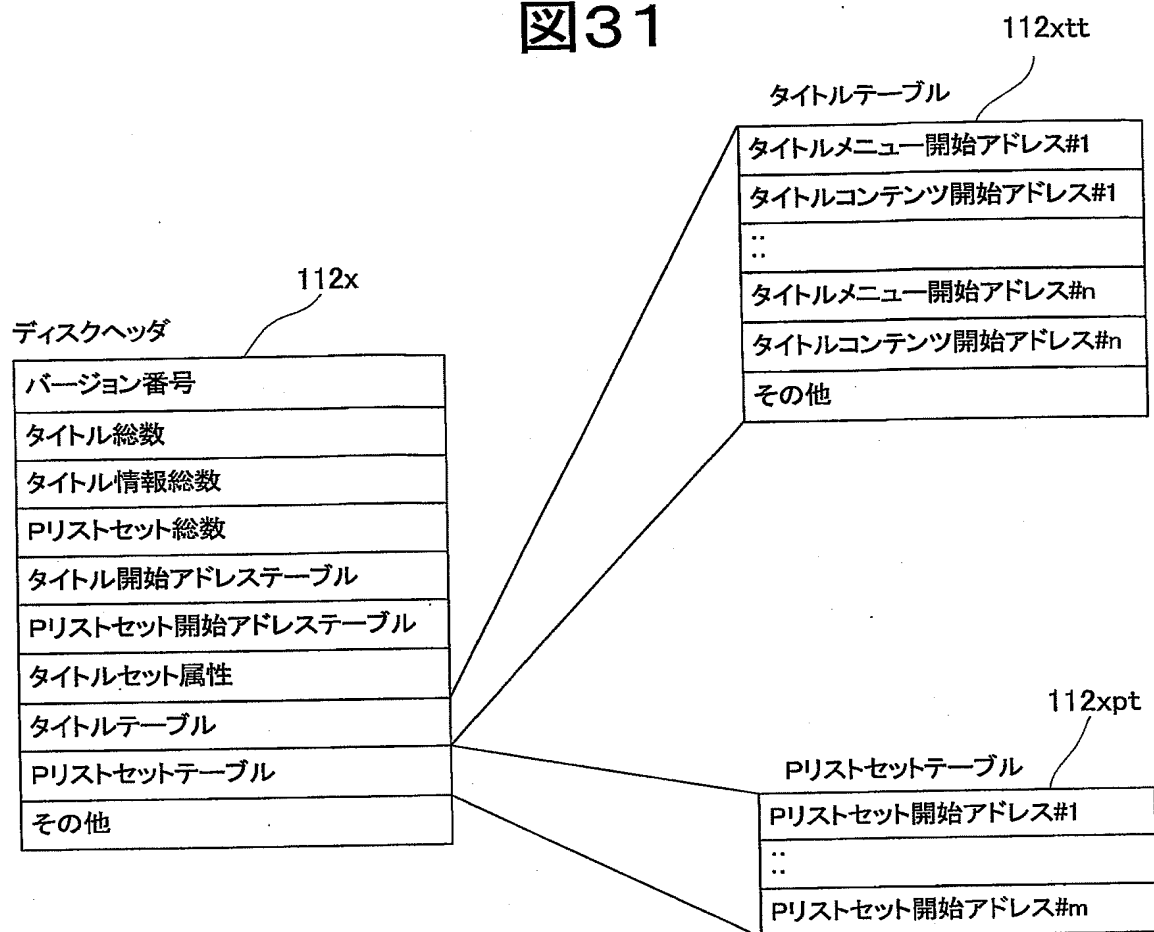 図31
112xtt
タイトルテーブル
タイトルメニュー開始アドレス#1
タイトルコンテンツ開始アドレス#1
::
タイトルメニュー開始アドレス#n
タイトルコンテンツ開始アドレス#n
その他
112x
ディスクヘッダ
バージョン番号
タイトル総数
タイトル情報総数
Pリストセット総数
タイトル開始アドレステーブル
Pリストセット開始アドレステーブル
タイトルセット属性
タイトルテーブル
Pリストセットテーブル
その他
112xpt
Pリストセットテーブル
Pリストセット開始アドレス#1
::
Pリストセット開始アドレス#m